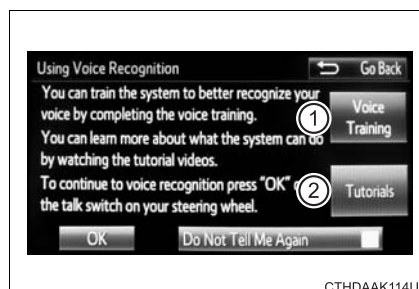 Using Voice Recognition
Go Back
You can train the system to better recognize your
voice by completing the voice training.
You can learn more about what the system can do
by watching the tutorial videos.
To continue to voice recognition press "OK"
the talk switch on your steering wheel.
1
Voice
Training
2
Tutorials
OK
Do Not Tell Me Again
CTHDAAK114U